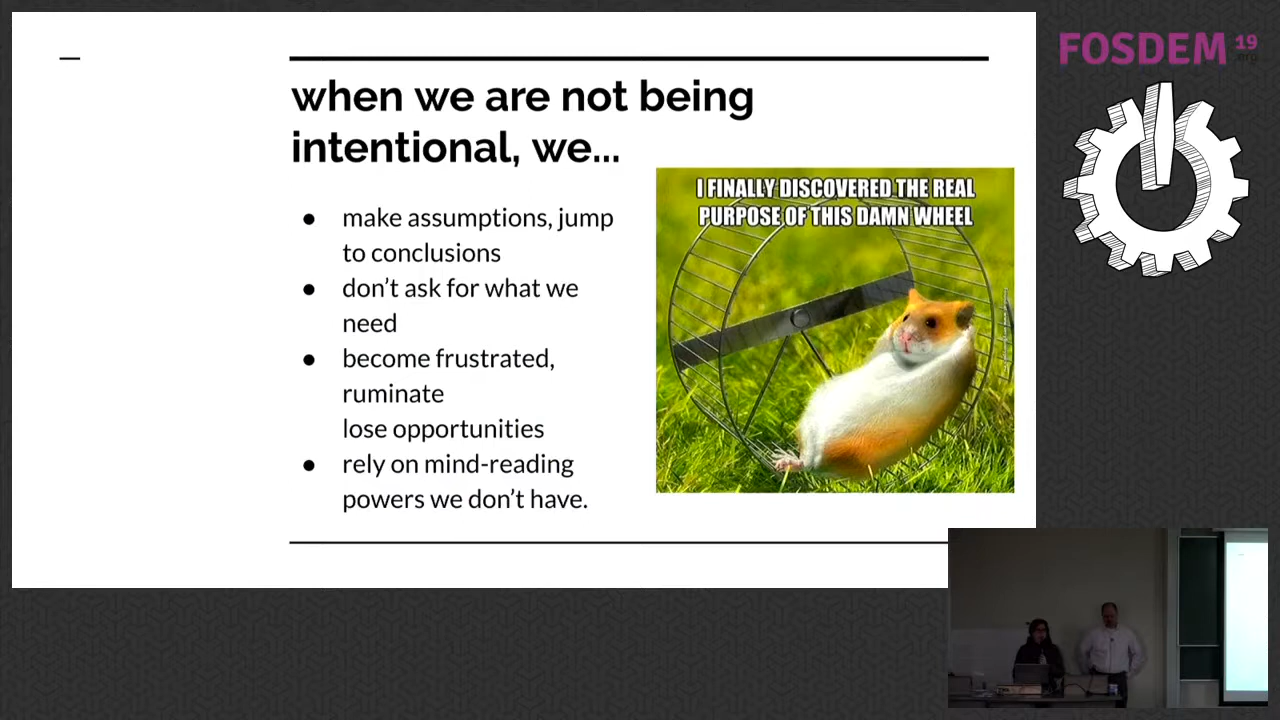 when we are not being
intentional, we...
● make assumptions, jump
to conclusions
● don't ask for what we
need
● become frustrated,
ruminate
lose opportunities
● rely on mind-reading
powers we don't have.
I FINALLY DISCOVERED THE REAL
PURPOSE OF THIS DAMN WHEEL
FOSDEM 19
.org